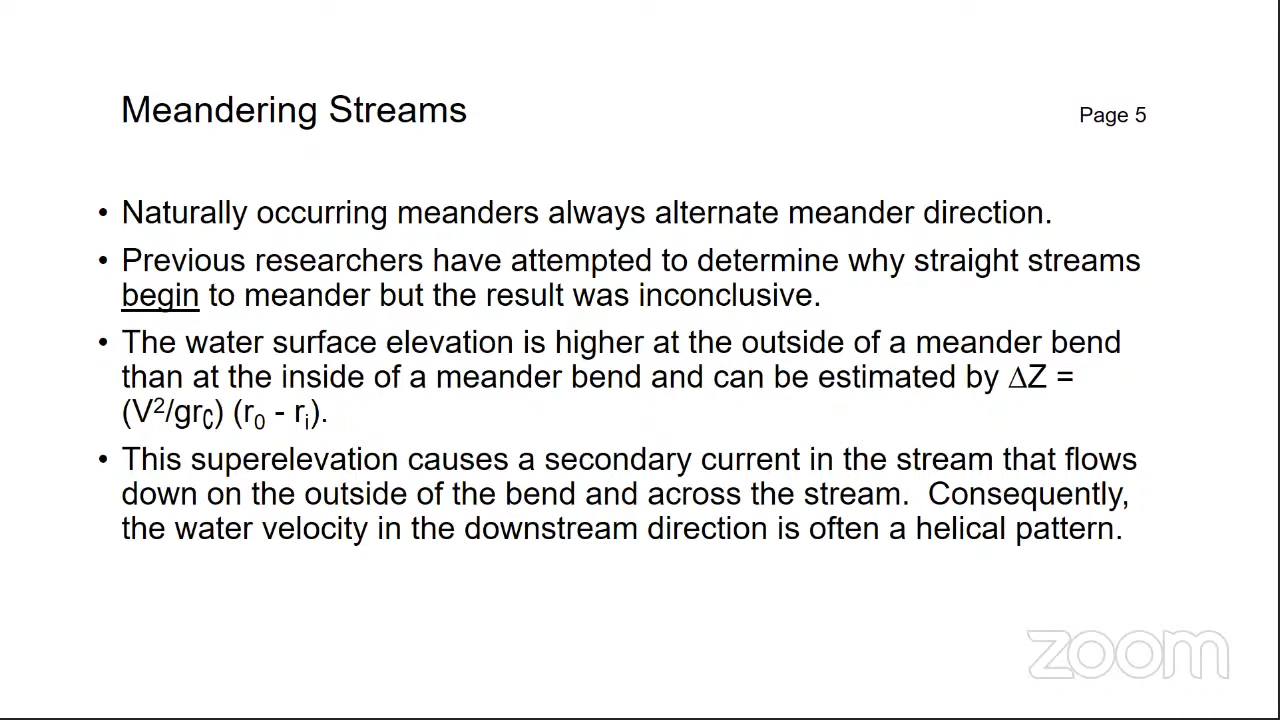 Meandering Streams
Page 5
• Naturally occurring meanders always alternate meander direction.
• Previous researchers have attempted to determine why straight streams
begin to meander but the result was inconclusive.
• The water surface elevation is higher at the outside of a meander bend
than at the inside of a meander bend and can be estimated by ΔZ =
(V²/gr_C) (r₀ - rᵢ).
• This superelevation causes a secondary current in the stream that flows
down on the outside of the bend and across the stream.  Consequently,
the water velocity in the downstream direction is often a helical pattern.
zoom